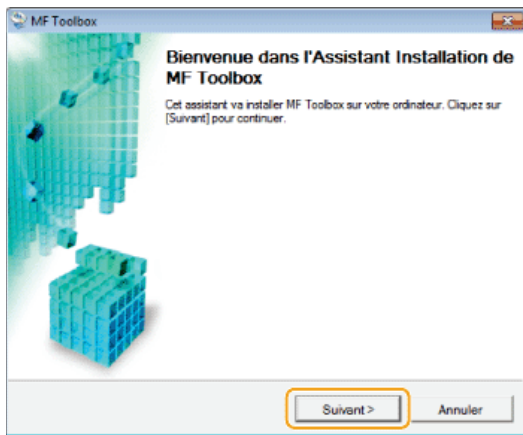 MF Toolbox
Bienvenue dans l'Assistant Installation de
MF Toolbox
Cet assistant va installer MF Toolbox sur votre ordinateur. Cliquez sur
[Suivant] pour continuer.
Suivant >
Annuler